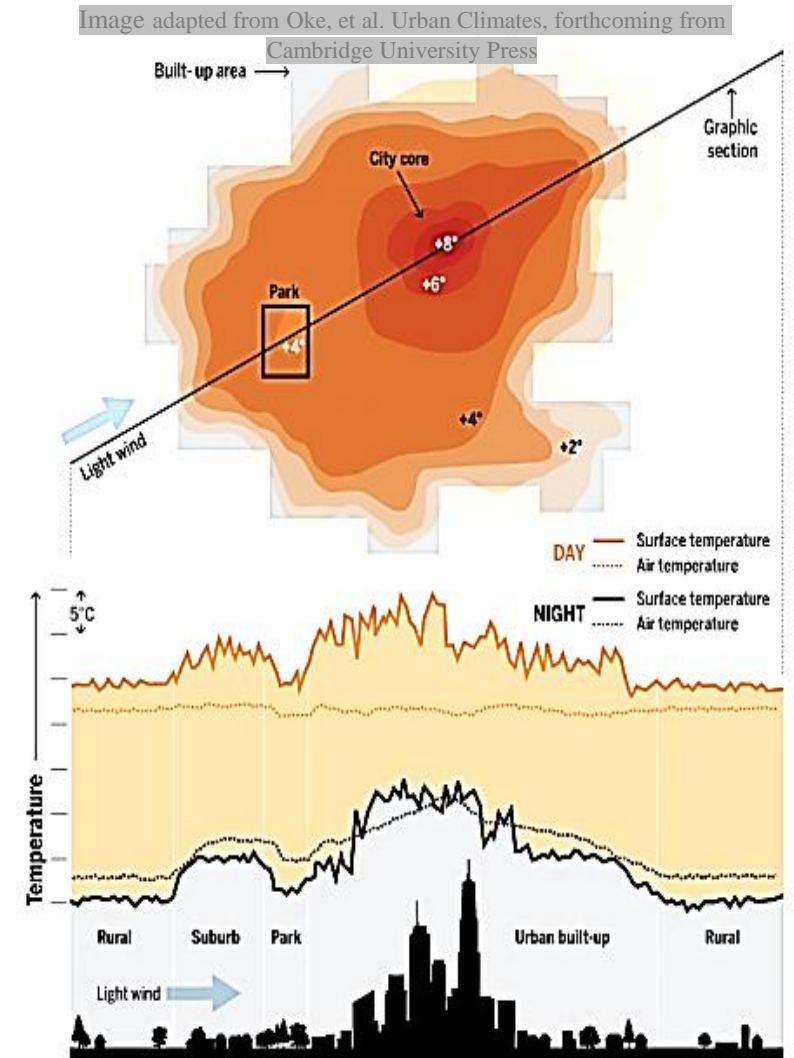 Image adapted from Oke, et al. Urban Climates, forthcoming from
Cambridge University Press
Built-up area
Graphic
section
City core
+8°
+6°
Park
+4°
+4°
+2°
Light wind
DAY
Surface temperature
Air temperature
NIGHT
Surface temperature
Air temperature
5°C
Temperature
Rural
Suburb
Park
Urban built-up
Rural
Light wind